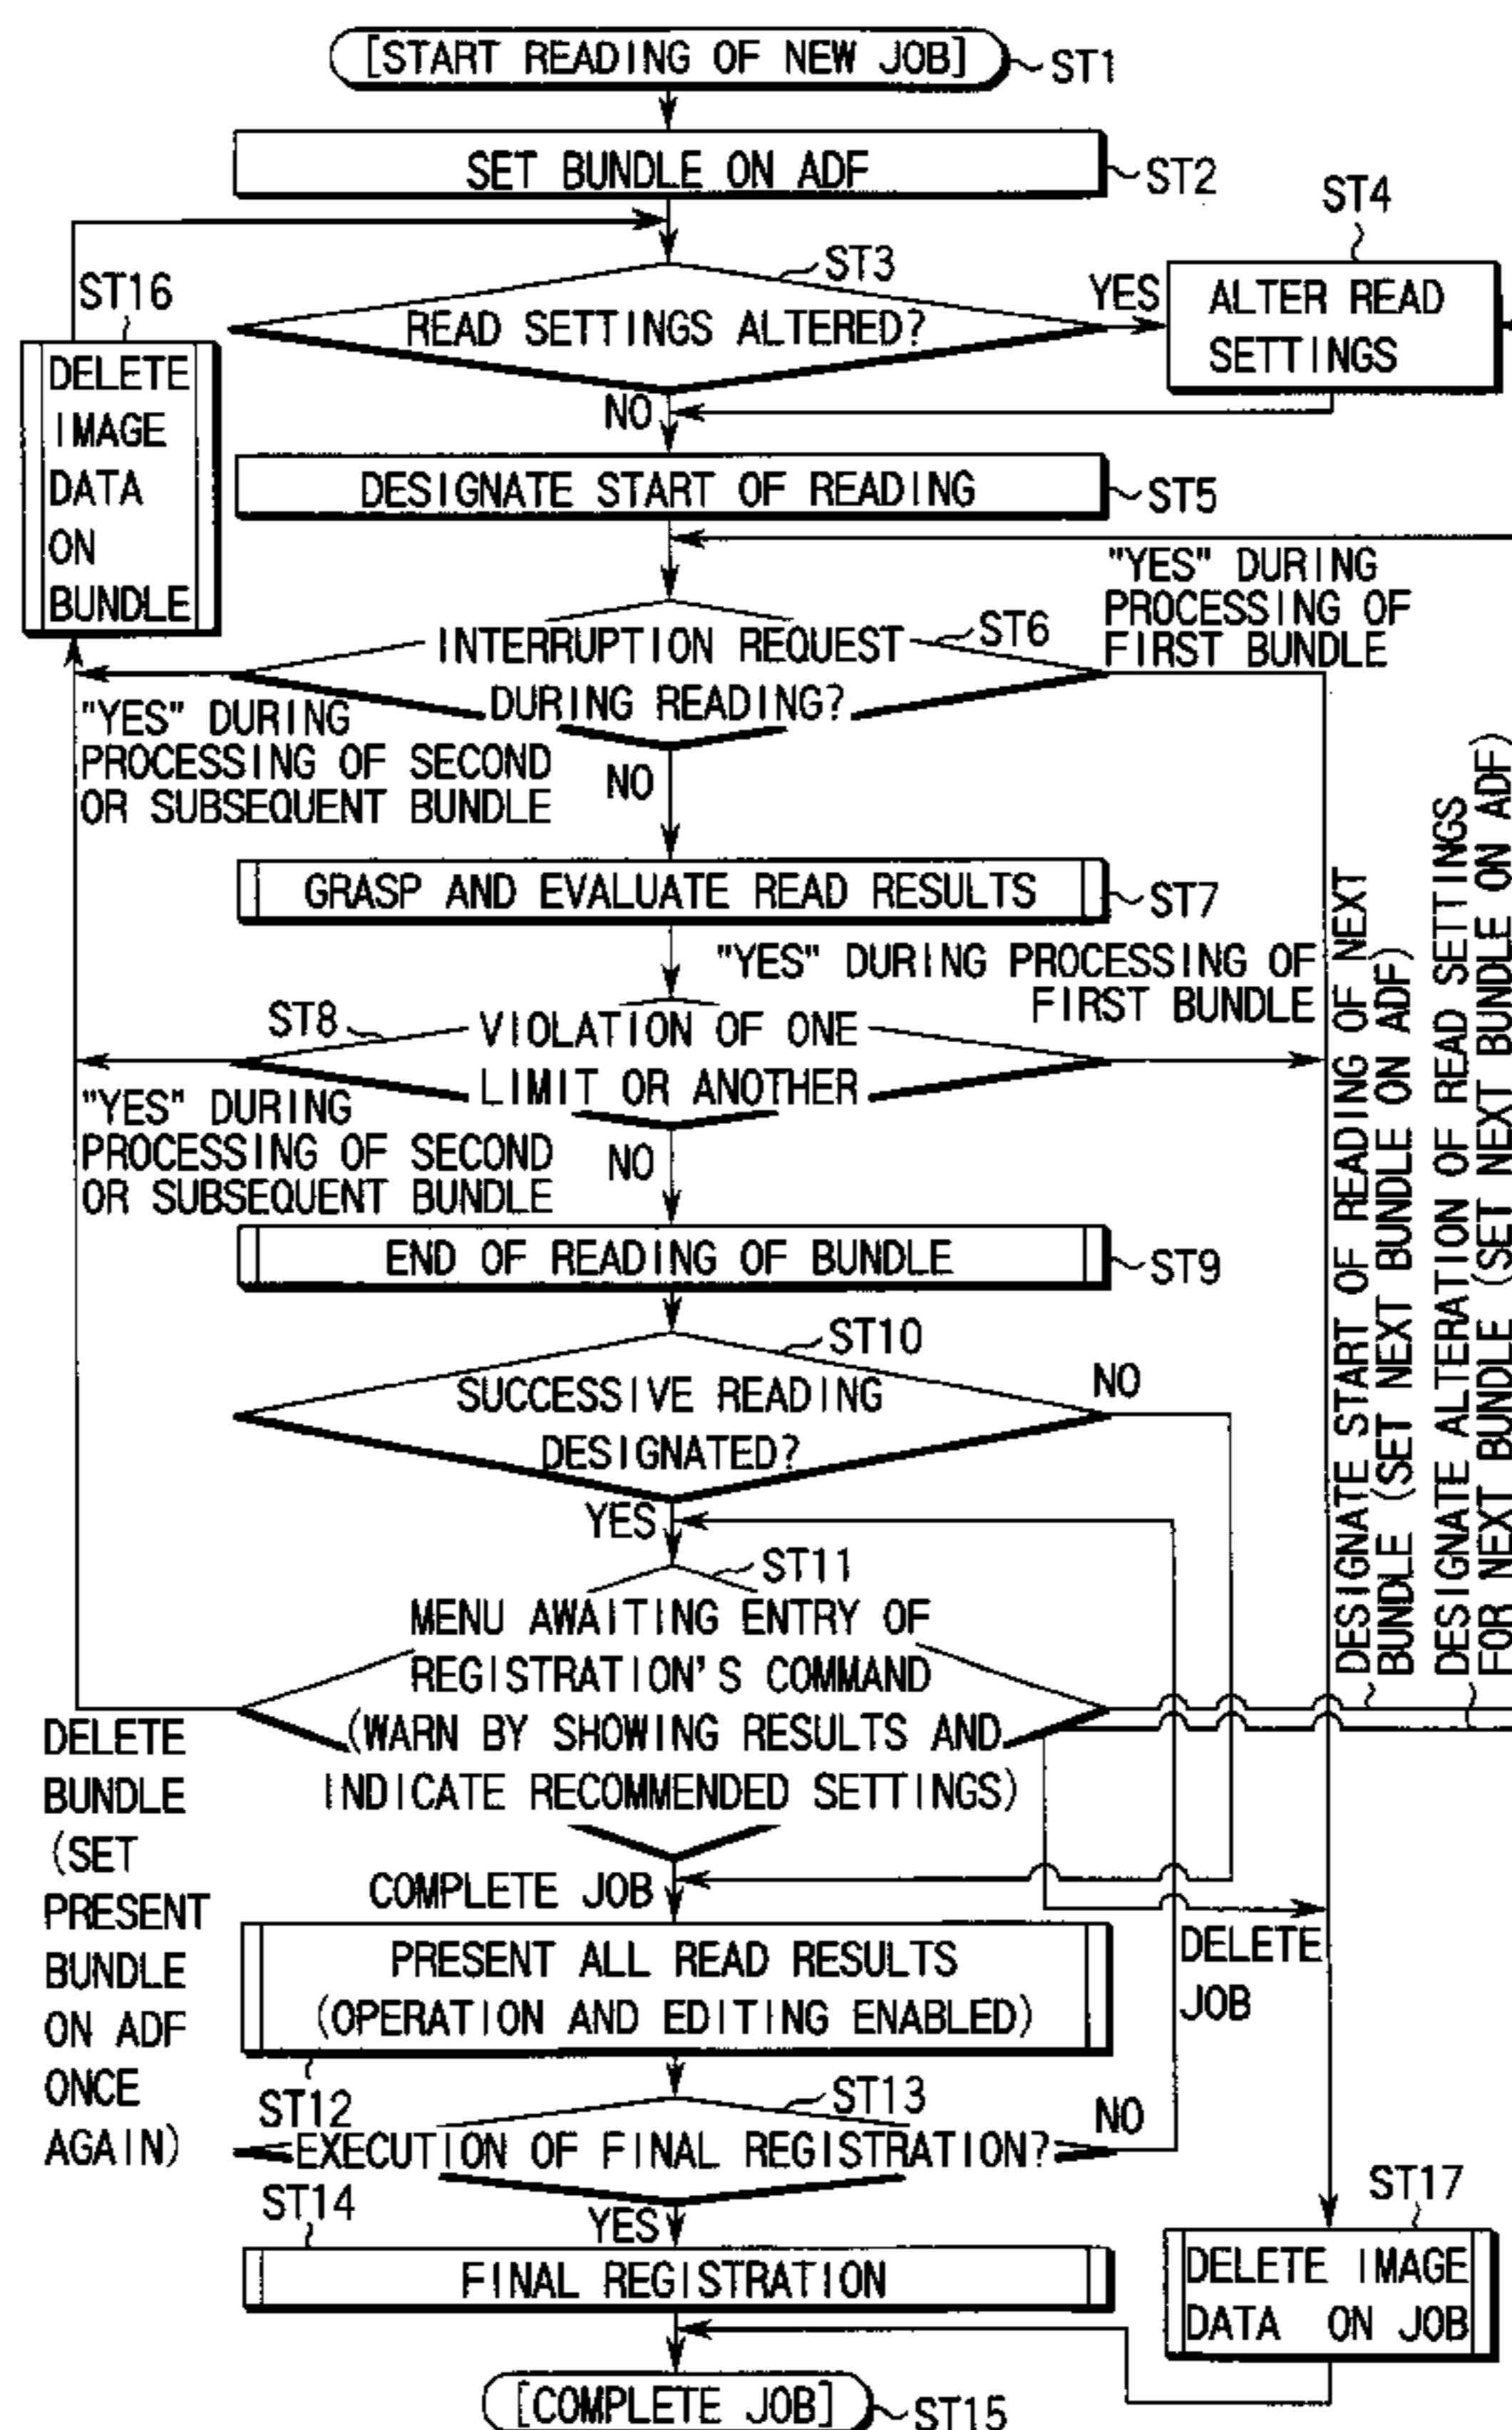 [START READING OF NEW JOB]
ST1
SET BUNDLE ON ADF
ST2
ST4
ST3
READ SETTINGS ALTERED?
YES
ALTER READ
SETTINGS
NO
ST16
DELETE
IMAGE
DATA
ON
BUNDLE
DESIGNATE START OF READING
ST5
"YES" DURING
PROCESSING OF
FIRST BUNDLE
INTERRUPTION REQUEST
DURING READING?
ST6
"YES" DURING
PROCESSING OF SECOND
OR SUBSEQUENT BUNDLE
NO
GRASP AND EVALUATE READ RESULTS
ST7
"YES" DURING PROCESSING OF
FIRST BUNDLE
ST8
VIOLATION OF ONE
LIMIT OR ANOTHER
"YES" DURING
PROCESSING OF SECOND
OR SUBSEQUENT BUNDLE
NO
END OF READING OF BUNDLE
ST9
ST10
SUCCESSIVE READING
DESIGNATED?
NO
YES
DESIGNATE START OF READING OF NEXT
BUNDLE (SET NEXT BUNDLE ON ADF)
DESIGNATE ALTERATION OF READ SETTINGS
FOR NEXT BUNDLE (SET NEXT BUNDLE ON ADF)
ST11
MENU AWAITING ENTRY OF
REGISTRATION'S COMMAND
(WARN BY SHOWING RESULTS AND
INDICATE RECOMMENDED SETTINGS)
DELETE
BUNDLE
(SET
PRESENT
BUNDLE
ON ADF
ONCE
AGAIN)
COMPLETE JOB
DELETE
JOB
PRESENT ALL READ RESULTS
(OPERATION AND EDITING ENABLED)
ST12
ST13
EXECUTION OF FINAL REGISTRATION?
NO
YES
ST14
FINAL REGISTRATION
ST17
DELETE IMAGE
DATA ON JOB
[COMPLETE JOB]
ST15